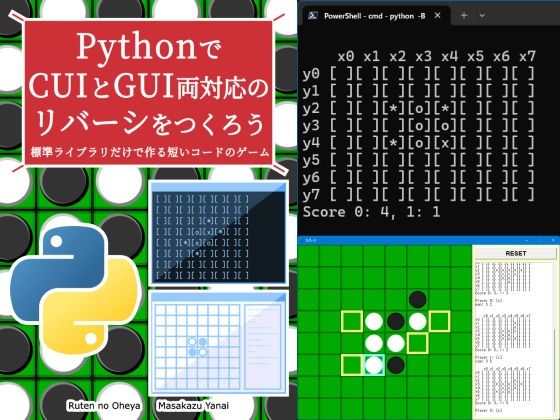 Pythonで
CUIとGUI両対応の
リバーシをつくろう
標準ライブラリだけで作る短いコードのゲーム
Ruten no Oheya Masakazu Yanai
PowerShell - cmd - python -B
x0 x1 x2 x3 x4 x5 x6 x7
y0 [ ][ ][ ][ ][ ][ ][ ][ ]
y1 [ ][ ][ ][ ][ ][ ][ ][ ]
y2 [ ][ ][*][o][*][ ][ ][ ]
y3 [ ][ ][ ][o][o][ ][ ][ ]
y4 [ ][ ][*][o][x][ ][ ][ ]
y5 [ ][ ][ ][ ][ ][ ][ ][ ]
y6 [ ][ ][ ][ ][ ][ ][ ][ ]
y7 [ ][ ][ ][ ][ ][ ][ ][ ]
Score 0: 4, 1: 1
RESET